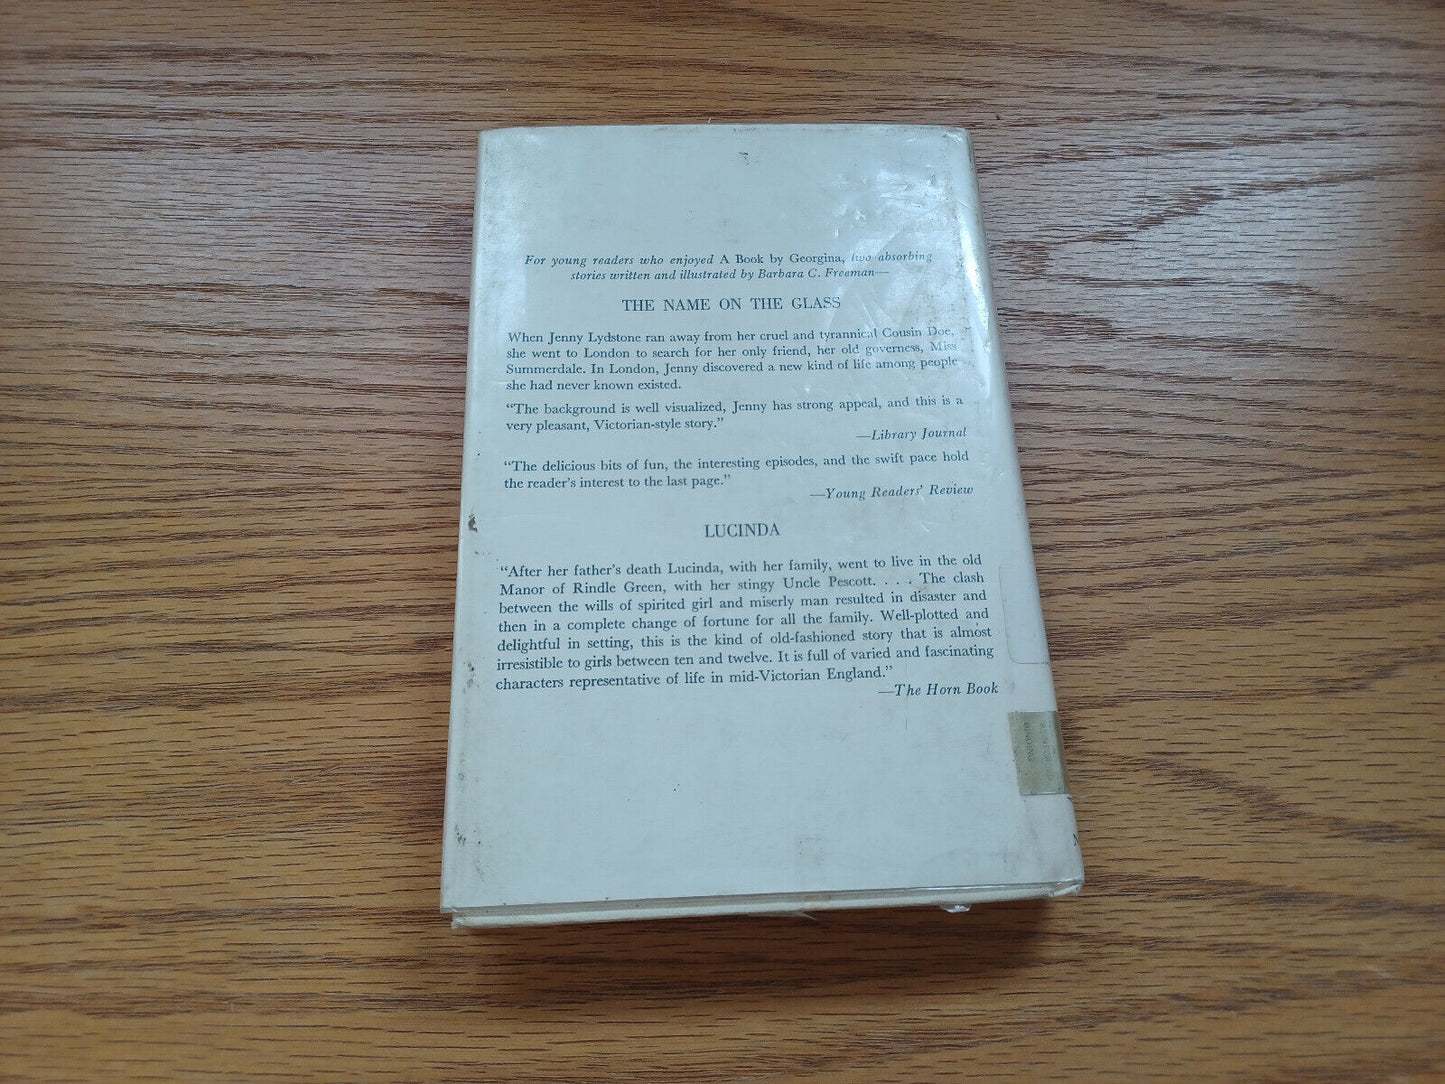 For young readers who enjoyed A Book by Georgina, two absorbing
stories written and illustrated by Barbara C. Freeman—
THE NAME ON THE GLASS
When Jenny Lydstone ran away from her cruel and tyrannical Cousin Doe,
she went to London to search for her only friend, her old governess, Miss
Summerdale. In London, Jenny discovered a new kind of life among people
she had never known existed.
“The background is well visualized, Jenny has strong appeal, and this is a
very pleasant, Victorian-style story.”
—Library Journal
“The delicious bits of fun, the interesting episodes, and the swift pace hold
the reader's interest to the last page.”
—Young Readers' Review
LUCINDA
“After her father's death Lucinda, with her family, went to live in the old
Manor of Rindle Green, with her stingy Uncle Pescott. . . . The clash
between the wills of spirited girl and miserly man resulted in disaster and
then in a complete change of fortune for all the family. Well-plotted and
delightful in setting, this is the kind of old-fashioned story that is almost
irresistible to girls between ten and twelve. It is full of varied and fascinating
characters representative of life in mid-Victorian England.”
—The Horn Book
BINDING